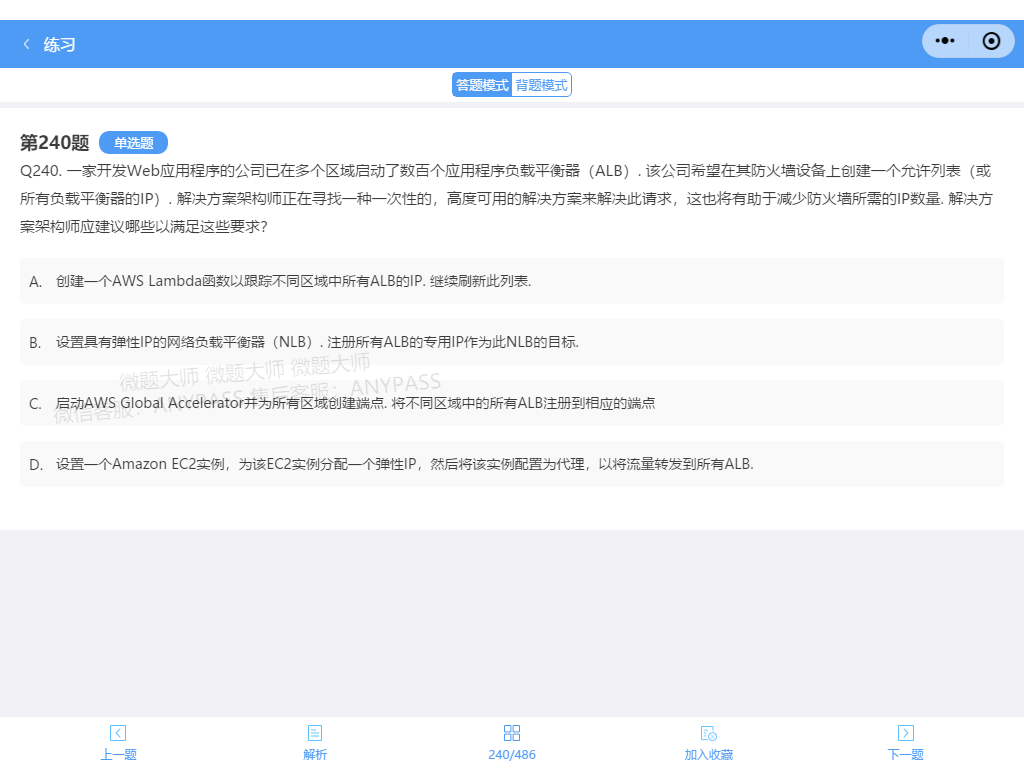 练习
答题模式 背题模式
第240题 单选题
Q240. 一家开发Web应用程序的公司已在多个区域启动了数百个应用程序负载平衡器（ALB）. 该公司希望在其防火墙设备上创建一个允许列表（或
所有负载平衡器的IP）. 解决方案架构师正在寻找一种一次性的，高度可用的解决方案来解决此请求，这也将有助于减少防火墙所需的IP数量. 解决方
案架构师应建议哪些以满足这些要求？
A. 创建一个AWS Lambda函数以跟踪不同区域中所有ALB的IP. 继续刷新此列表.
B. 设置具有弹性IP的网络负载平衡器（NLB）. 注册所有ALB的专用IP作为此NLB的目标.
微题大师 微题大师 微题大师
微信客服：ANYPASS 售后客服：ANYPASS
C. 启动AWS Global Accelerator并为所有区域创建端点. 将不同区域中的所有ALB注册到相应的端点
D. 设置一个Amazon EC2实例，为该EC2实例分配一个弹性IP，然后将该实例配置为代理，以将流量转发到所有ALB.
上一题 解析 240/486 加入收藏 下一题